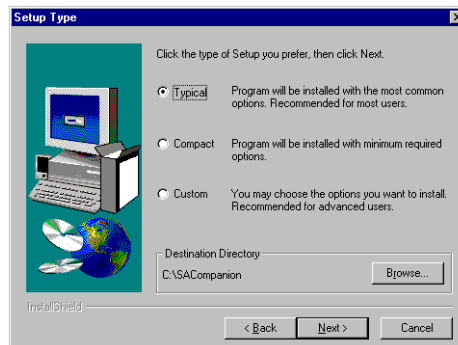 Setup Type
Click the type of Setup you prefer, then click Next.
Typical
Program will be installed with the most common
options. Recommended for most users.
Compact
Program will be installed with minimum required
options.
Custom
You may choose the options you want to install.
Recommended for advanced users.
Destination Directory
C:\SACompanion
Browse...
InstallShield
< Back
Next >
Cancel